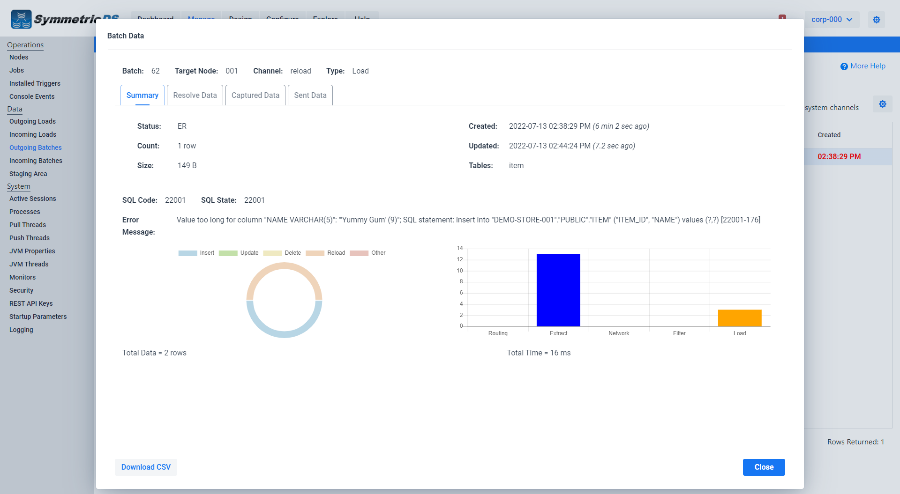 SymmetricDS
Dashboard Manage Design Configure Explore Help
corp-000
Batch Data
Operations
Nodes
Jobs
Installed Triggers
Console Events
Data
Outgoing Loads
Incoming Loads
Outgoing Batches
Incoming Batches
Staging Area
System
Active Sessions
Processes
Pull Threads
Push Threads
JVM Properties
JVM Threads
Monitors
Security
REST API Keys
Startup Parameters
Logging
Batch: 62 Target Node: 001 Channel: reload Type: Load
Summary Resolve Data Captured Data Sent Data
Status: ER
Count: 1 row
Size: 149 B
Created: 2022-07-13 02:38:29 PM (6 min 2 sec ago)
Updated: 2022-07-13 02:44:24 PM (7.2 sec ago)
Tables: item
SQL Code: 22001 SQL State: 22001
Error Message: Value too long for column "NAME VARCHAR(5)": "'Yummy Gum' (9)"; SQL statement: insert into "DEMO-STORE-001"."PUBLIC"."ITEM" ("ITEM_ID", "NAME") values (?,?) [22001-176]
Insert Update Delete Reload Other
Total Data = 2 rows
14
12
10
8
6
4
2
0
Routing Extract Network Filter Load
Total Time = 16 ms
Download CSV
Close
More Help
system channels
Created
02:38:29 PM
Rows Returned: 1